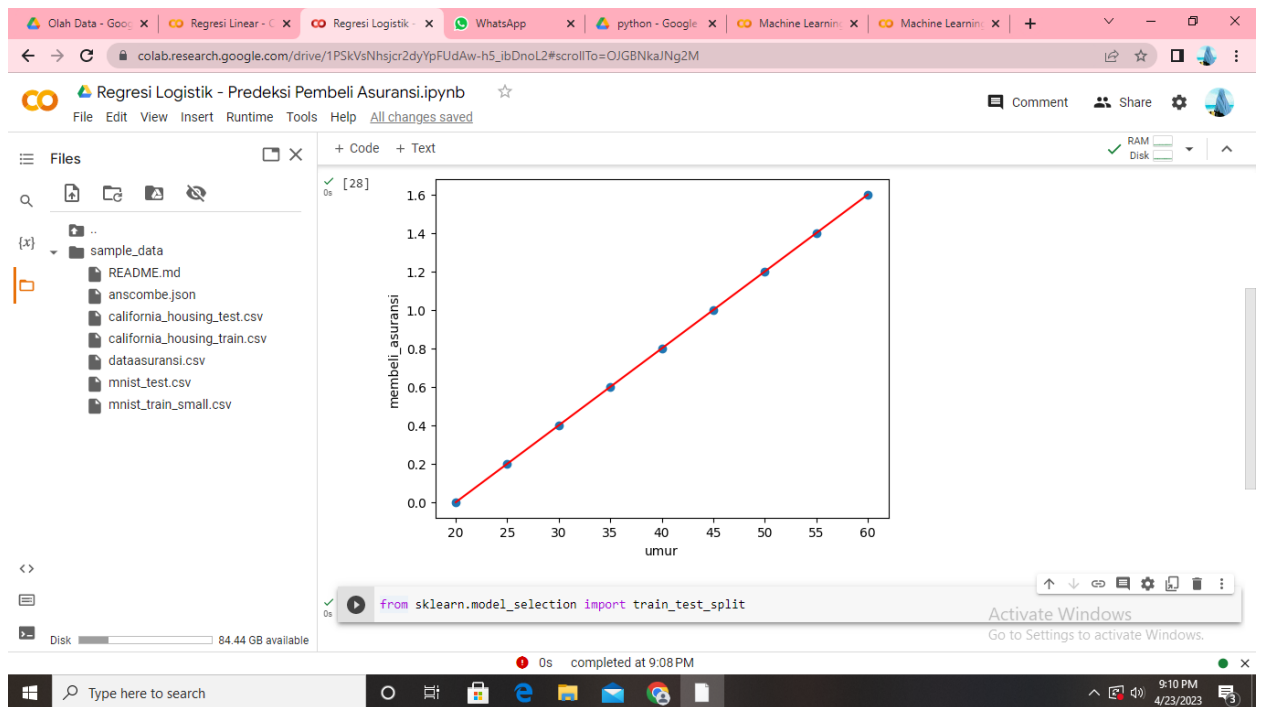 Olah Data - Goog
Regresi Linear - C
Regresi Logistik -
WhatsApp
python - Google
Machine Learning
Machine Learning
colab.research.google.com/drive/1PSkVsNhsjcr2dyYpFUdAw-h5_ibDnoL2#scrollTo=OJGBNkaJNg2M
CO Regresi Logistik - Predeksi Pembeli Asuransi.ipynb
Comment Share
File Edit View Insert Runtime Tools Help All changes saved
Files
+ Code + Text
RAM
Disk
[28]
0s
..
{x}
sample_data
README.md
anscombe.json
california_housing_test.csv
california_housing_train.csv
dataasuransi.csv
mnist_test.csv
mnist_train_small.csv
1.6
1.4
1.2
1.0
0.8
0.6
0.4
0.2
0.0
membeli_asuransi
20 25 30 35 40 45 50 55 60
umur
from sklearn.model_selection import train_test_split
0s
Activate Windows
Go to Settings to activate Windows.
Disk 84.44 GB available
0s completed at 9:08 PM
Type here to search
9:10 PM
4/23/2023
3